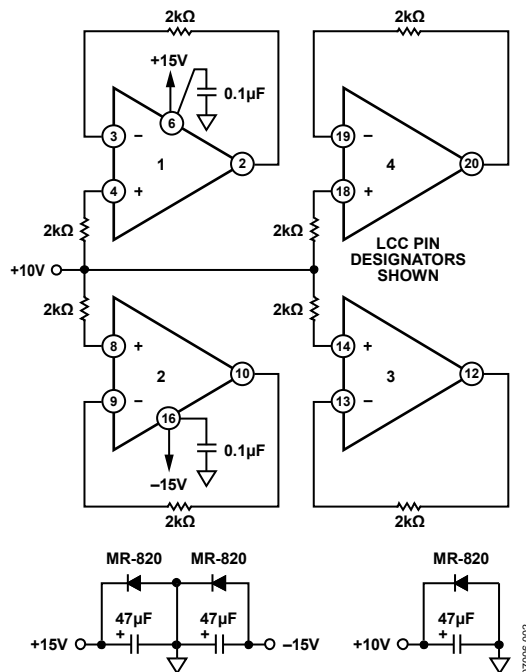 2kΩ
2kΩ
+15V
0.1µF
6
3 −
1
2
4 +
19 −
4
20
18 +
2kΩ
2kΩ
LCC PIN
DESIGNATORS
SHOWN
+10V
2kΩ
2kΩ
8 +
2
10
9 −
16
0.1µF
−15V
14 +
3
12
13 −
2kΩ
2kΩ
MR-820
MR-820
MR-820
47µF
47µF
47µF
+15V
+
+
−15V
+10V
+